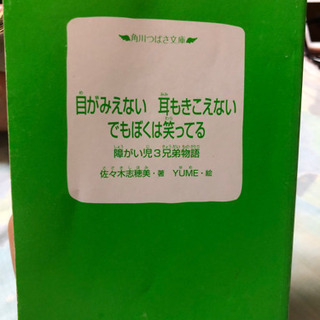 角川つばさ文庫
目がみえない 耳もきこえない
でもぼくは笑ってる
障がい児3兄弟物語
佐々木志穂美・著 YUME・絵